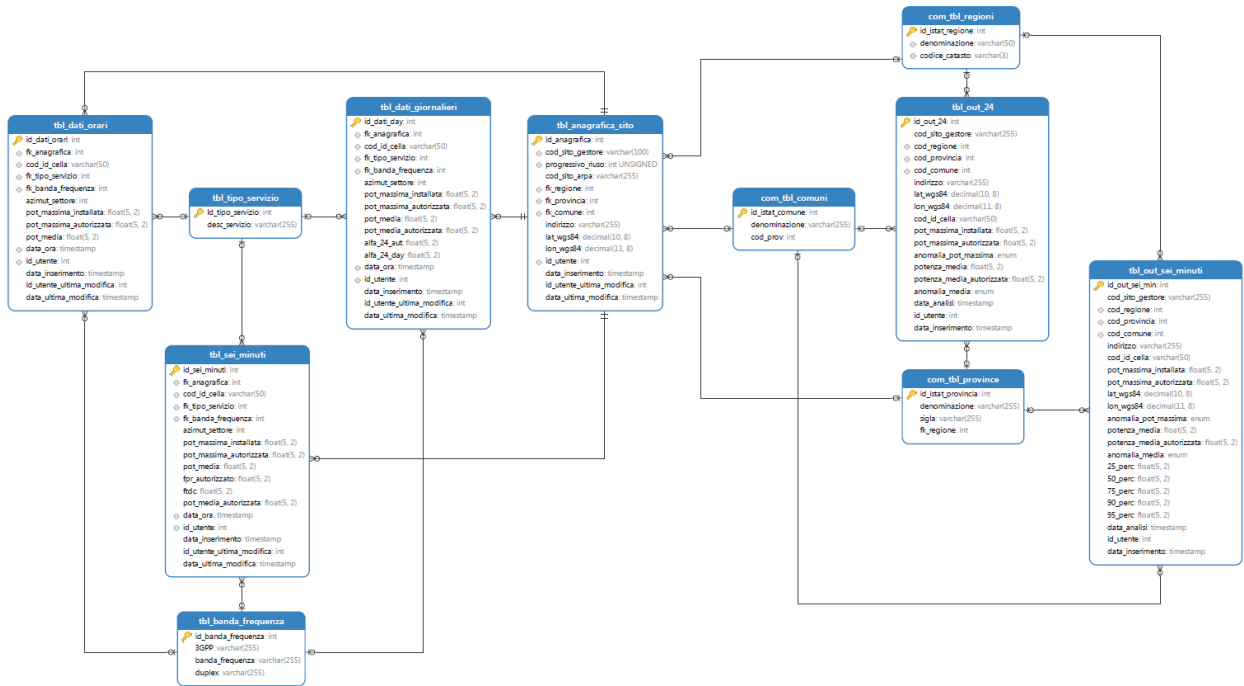 com_tbl_regioni
id_istat_regione: int
denominazione: varchar(50)
codice_catasto: varchar(3)
tbl_dati_orari
id_dati_orari: int
fk_anagrafica: int
cod_id_cella: varchar(50)
fk_tipo_servizio: int
fk_banda_frequenza: int
azimut_settore: int
pot_massima_installata: float(5, 2)
pot_massima_autorizzata: float(5, 2)
pot_media: float(5, 2)
data_ora: timestamp
id_utente: int
data_inserimento: timestamp
id_utente_ultima_modifica: int
data_ultima_modifica: timestamp
tbl_tipo_servizio
Id_tipo_servizio: int
desc_servizio: varchar(255)
tbl_dati_giornalieri
id_dati_day: int
fk_anagrafica: int
cod_id_cella: varchar(50)
fk_tipo_servizio: int
fk_banda_frequenza: int
azimut_settore: int
pot_massima_installata: float(5, 2)
pot_massima_autorizzata: float(5, 2)
pot_media: float(5, 2)
pot_media_autorizzata: float(5, 2)
alfa_24_aut: float(5, 2)
alfa_24_day: float(5, 2)
data_ora: timestamp
id_utente: int
data_inserimento: timestamp
id_utente_ultima_modifica: int
data_ultima_modifica: timestamp
tbl_anagrafica_sito
id_anagrafica: int
cod_sito_gestore: varchar(100)
progressivo_riuso: int UNSIGNED
cod_sito_arpa: varchar(255)
fk_regione: int
fk_provincia: int
fk_comune: int
indirizzo: varchar(255)
lat_wgs84: decimal(10, 8)
lon_wgs84: decimal(11, 8)
id_utente: int
data_inserimento: timestamp
id_utente_ultima_modifica: int
data_ultima_modifica: timestamp
com_tbl_comuni
id_istat_comune: int
denominazione: varchar(255)
cod_prov: int
tbl_out_24
id_out_24: int
cod_sito_gestore: varchar(255)
cod_regione: int
cod_provincia: int
cod_comune: int
indirizzo: varchar(255)
lat_wgs84: decimal(10, 8)
lon_wgs84: decimal(11, 8)
cod_id_cella: varchar(50)
pot_massima_installata: float(5, 2)
pot_massima_autorizzata: float(5, 2)
anomalia_pot_massima: enum
potenza_media: float(5, 2)
potenza_media_autorizzata: float(5, 2)
anomalia_media: enum
data_analisi: timestamp
id_utente: int
data_inserimento: timestamp
tbl_out_sei_minuti
id_out_sei_min: int
cod_sito_gestore: varchar(255)
cod_regione: int
cod_provincia: int
cod_comune: int
indirizzo: varchar(255)
cod_id_cella: varchar(50)
pot_massima_installata: float(5, 2)
pot_massima_autorizzata: float(5, 2)
lat_wgs84: decimal(10, 8)
lon_wgs84: decimal(11, 8)
anomalia_pot_massima: enum
potenza_media: float(5, 2)
potenza_media_autorizzata: float(5, 2)
anomalia_media: enum
25_perc: float(5, 2)
50_perc: float(5, 2)
75_perc: float(5, 2)
90_perc: float(5, 2)
95_perc: float(5, 2)
data_analisi: timestamp
id_utente: int
data_inserimento: timestamp
tbl_sei_minuti
id_sei_minuti: int
fk_anagrafica: int
cod_id_cella: varchar(50)
fk_tipo_servizio: int
fk_banda_frequenza: int
azimut_settore: int
pot_massima_installata: float(5, 2)
pot_massima_autorizzata: float(5, 2)
pot_media: float(5, 2)
fpr_autorizzato: float(5, 2)
ftdc: float(5, 2)
pot_media_autorizzata: float(5, 2)
data_ora: timestamp
id_utente: int
data_inserimento: timestamp
id_utente_ultima_modifica: int
data_ultima_modifica: timestamp
com_tbl_province
id_istat_provincia: int
denominazione: varchar(255)
sigla: varchar(255)
fk_regione: int
tbl_banda_frequenza
id_banda_frequenza: int
3GPP: varchar(255)
banda_frequenza: varchar(255)
duplex: varchar(255)